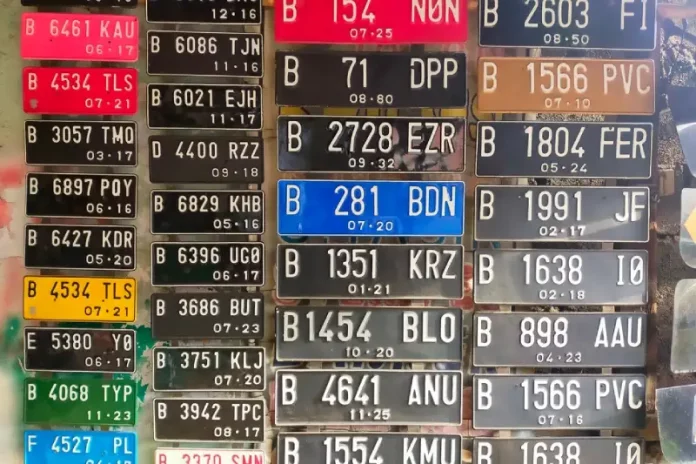 12·16
B 6461 KAU
06·17
B 4534 TLS
07·21
B 3057 TMQ
03·17
B 6897 PQY
06·16
B 6427 KDR
05·20
B 4534 TLS
07·21
E 5380 YO
06·17
B 4068 TYP
11·23
F 4527 PL
B 6086 TJN
11·16
B 6021 EJH
11·17
D 4400 RZZ
09·18
B 6829 KHB
05·16
B 6396 UGO
06·17
B 3686 BUT
07·23
B 3751 KLJ
07·20
B 3942 TPC
08·17
B 3370 SMN
B 154 NON
07·25
B 71 DPP
08·80
B 2728 EZR
09·32
B 281 BDN
07·20
B 1351 KRZ
01·21
B 1454 BLO
10·20
B 4641 ANU
11·25
B 1554 KMU
B 2603 FI
08·50
B 1566 PVC
07·10
B 1804 FER
05·24
B 1991 JF
02·17
B 1638 IO
02·18
B 898 AAU
04·23
B 1566 PVC
07·16
B 1638 IO